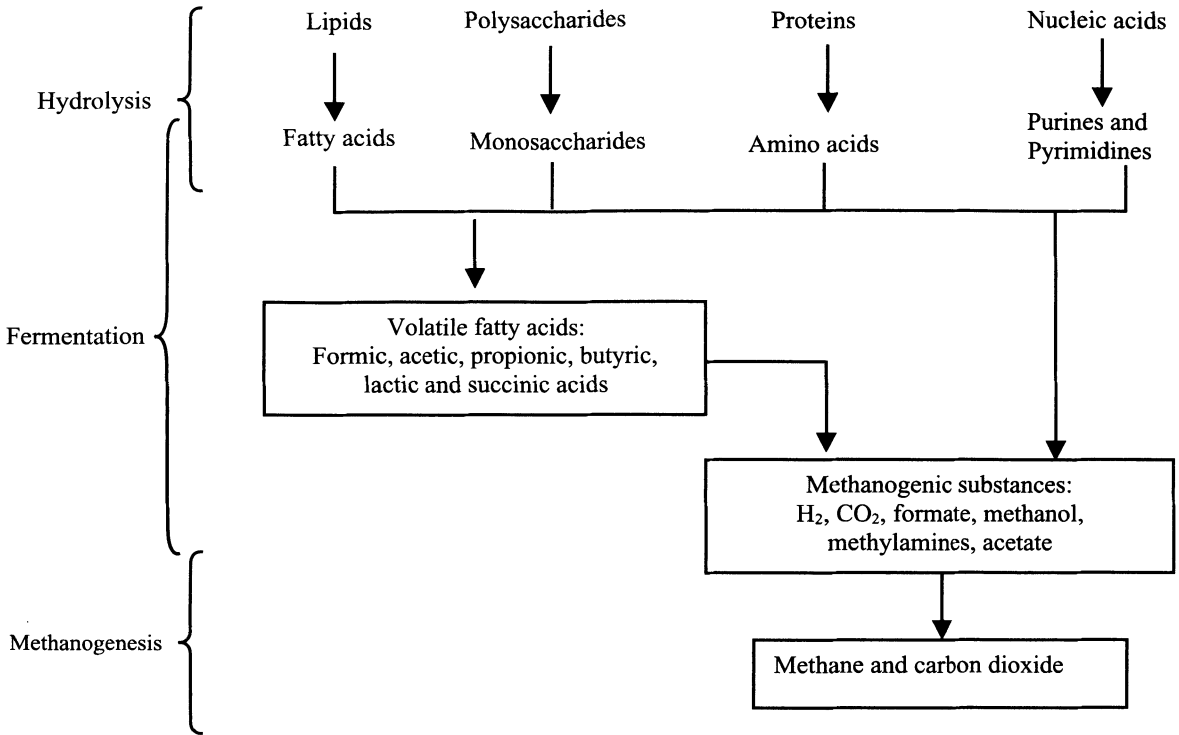 Lipids
Polysaccharides
Proteins
Nucleic acids
Hydrolysis
Fatty acids
Monosaccharides
Amino acids
Purines and
Pyrimidines
Fermentation
Volatile fatty acids:
Formic, acetic, propionic, butyric,
lactic and succinic acids
Methanogenic substances:
H₂, CO₂, formate, methanol,
methylamines, acetate
Methanogenesis
Methane and carbon dioxide